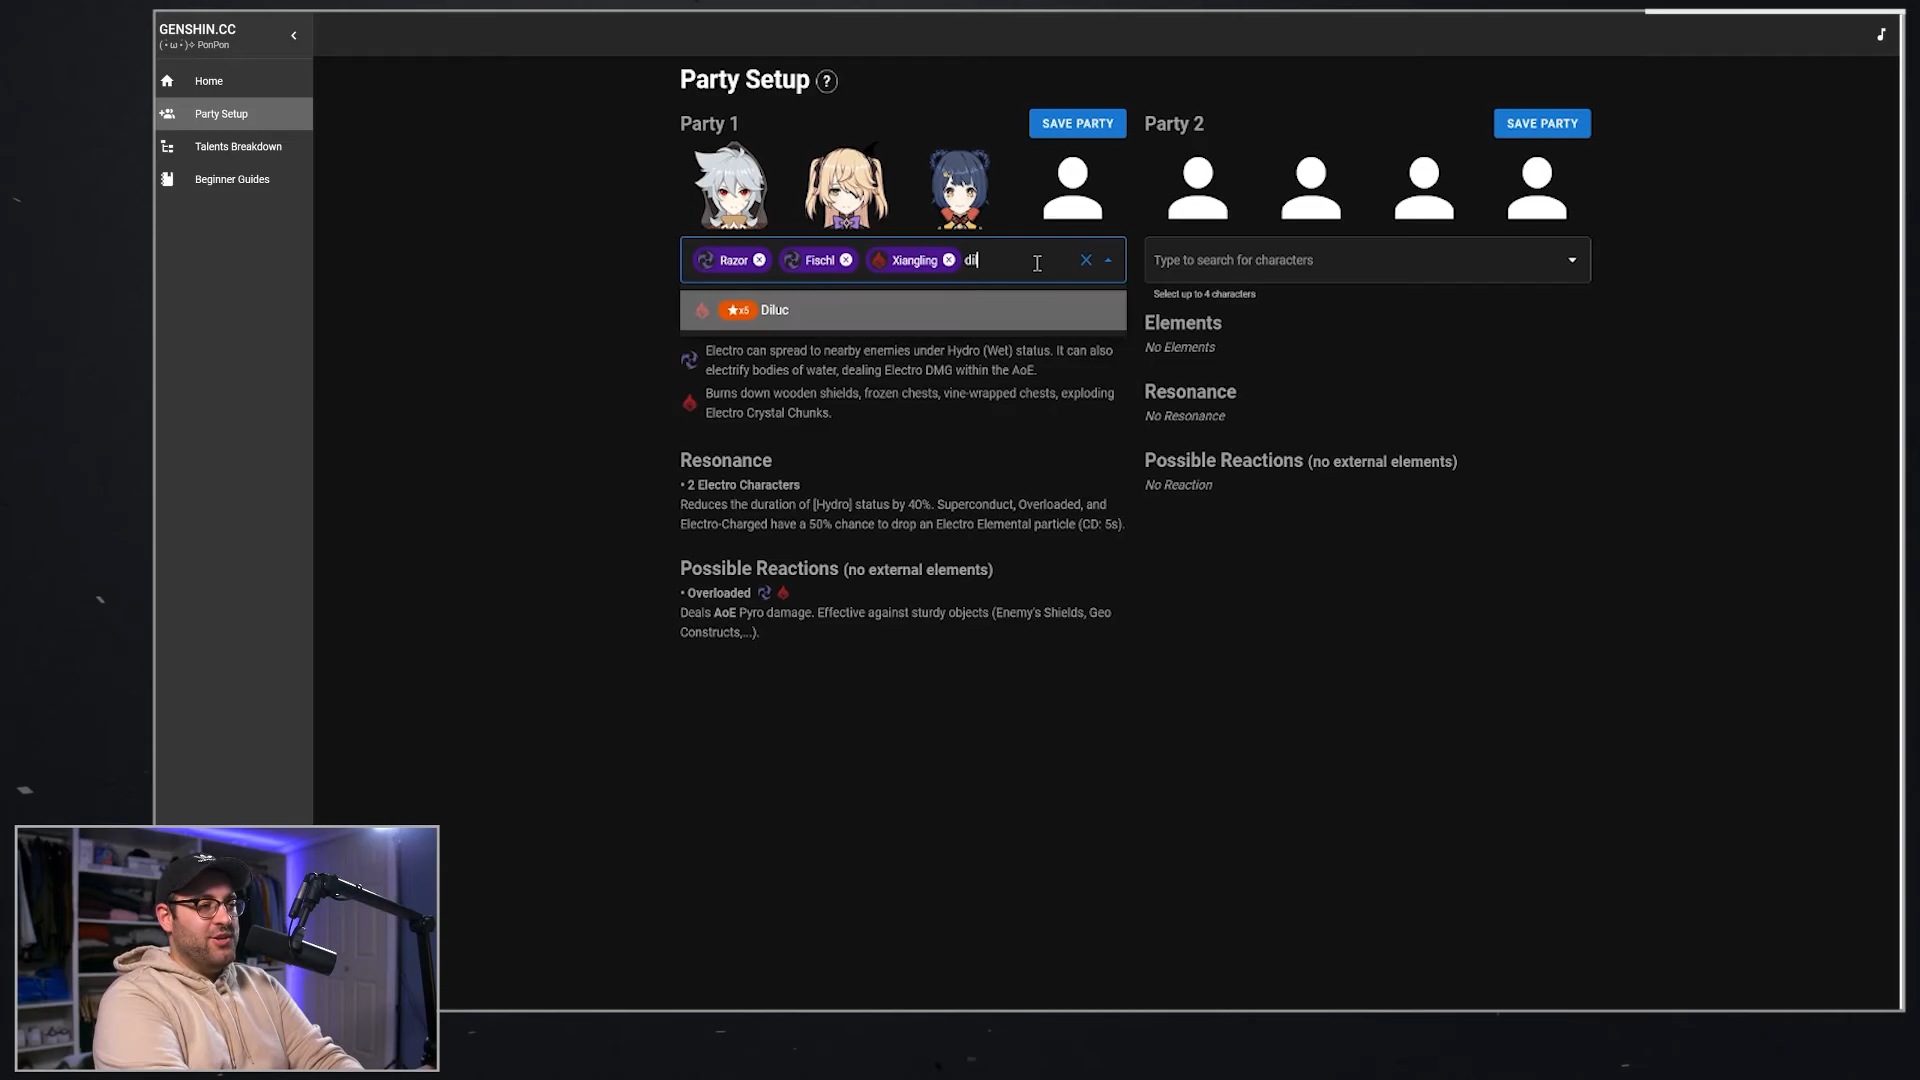 GENSHIN.CC
(·ω·)✧ PonPon
Home
Party Setup
Talents Breakdown
Beginner Guides
Party Setup ?
Party 1
SAVE PARTY
Razor
Fischl
Xiangling
dil
x5 Diluc
Electro can spread to nearby enemies under Hydro (Wet) status. It can also
electrify bodies of water, dealing Electro DMG within the AoE.
Burns down wooden shields, frozen chests, vine-wrapped chests, exploding
Electro Crystal Chunks.
Resonance
• 2 Electro Characters
Reduces the duration of [Hydro] status by 40%. Superconduct, Overloaded, and
Electro-Charged have a 50% chance to drop an Electro Elemental particle (CD: 5s).
Possible Reactions (no external elements)
• Overloaded
Deals AoE Pyro damage. Effective against sturdy objects (Enemy's Shields, Geo
Constructs,...).
Party 2
SAVE PARTY
Type to search for characters
Select up to 4 characters
Elements
No Elements
Resonance
No Resonance
Possible Reactions (no external elements)
No Reaction